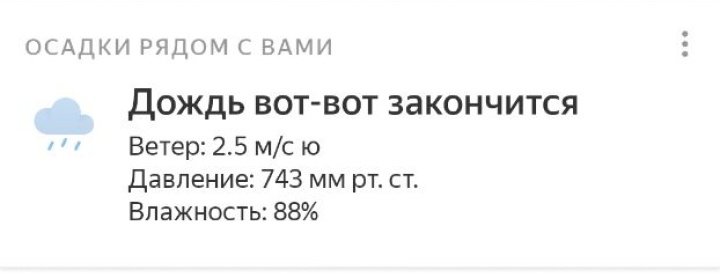 ОСАДКИ РЯДОМ С ВАМИ
Дождь вот-вот закончится
Ветер: 2.5 м/с ю
Давление: 743 мм рт. ст.
Влажность: 88%